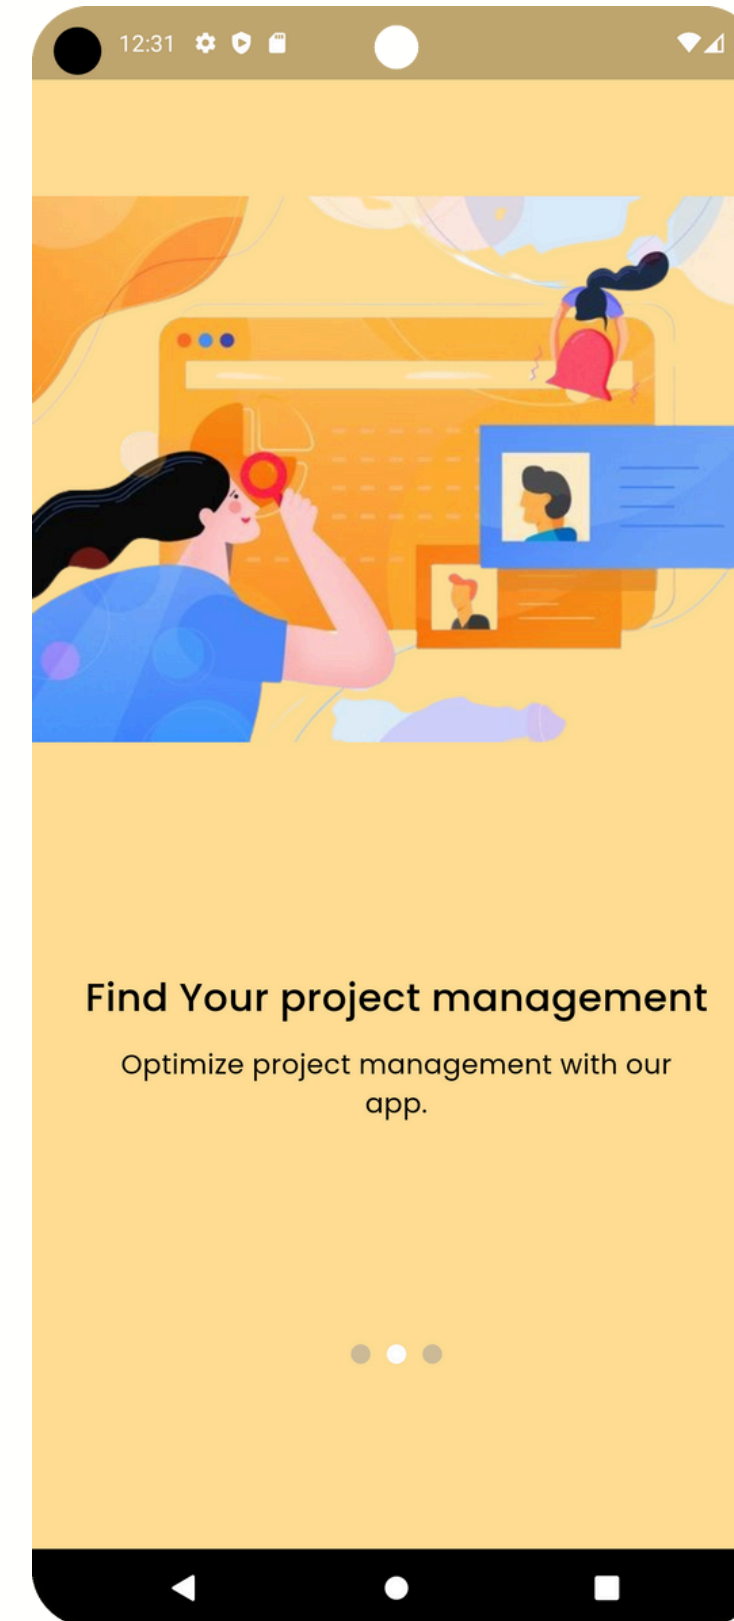 12:31
Find Your project management
Optimize project management with our
app.